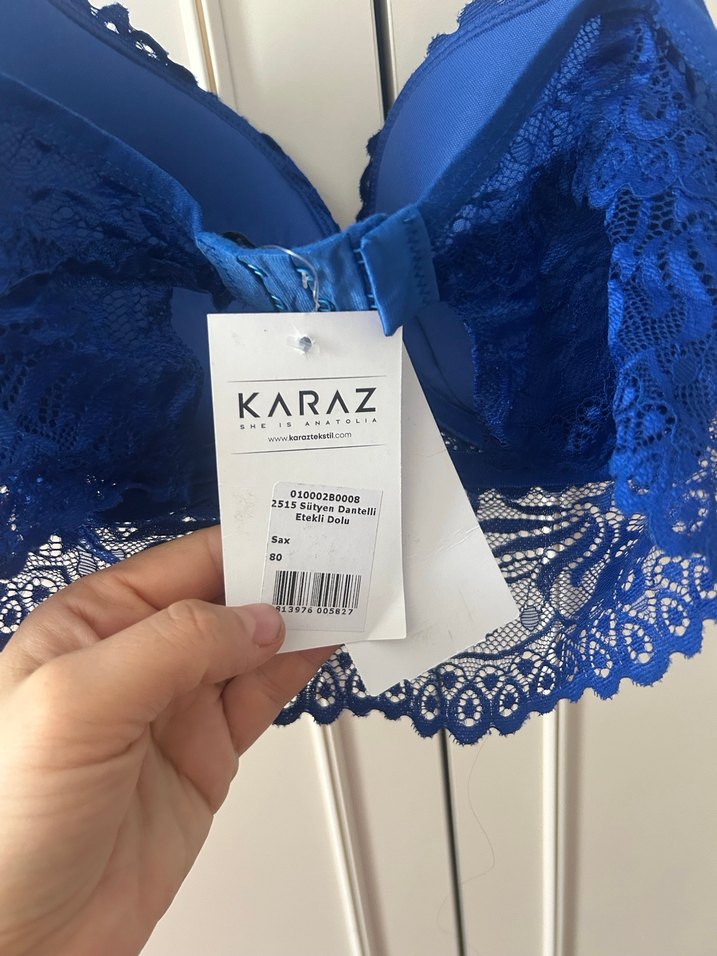 KARAZ
SHE IS ANATOLIA
www.karaztekstil.com
010002B0008
2515 Sütyen Dantelli
Etekli Dolu
Sax
80
813976 005827